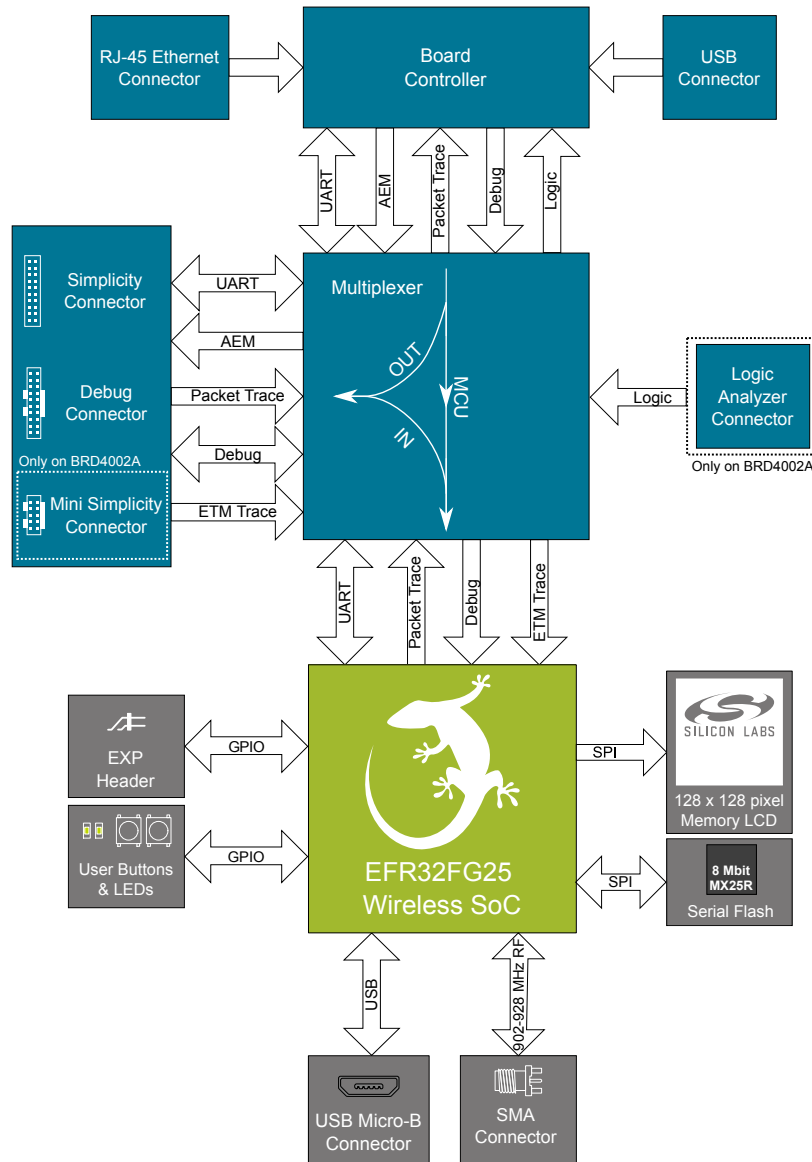 RJ-45 Ethernet
Connector
Board
Controller
USB
Connector
UART
AEM
Packet Trace
Debug
Logic
Simplicity
Connector
Debug
Connector
Only on BRD4002A
Mini Simplicity
Connector
UART
AEM
Packet Trace
Debug
ETM Trace
Multiplexer
OUT
MCU
IN
Logic
Logic
Analyzer
Connector
Only on BRD4002A
UART
Packet Trace
Debug
ETM Trace
EXP
Header
GPIO
User Buttons
& LEDs
GPIO
EFR32FG25
Wireless SoC
SPI
SILICON LABS
128 x 128 pixel
Memory LCD
SPI
8 Mbit
MX25R
Serial Flash
USB
902-928 MHz RF
USB Micro-B
Connector
SMA
Connector